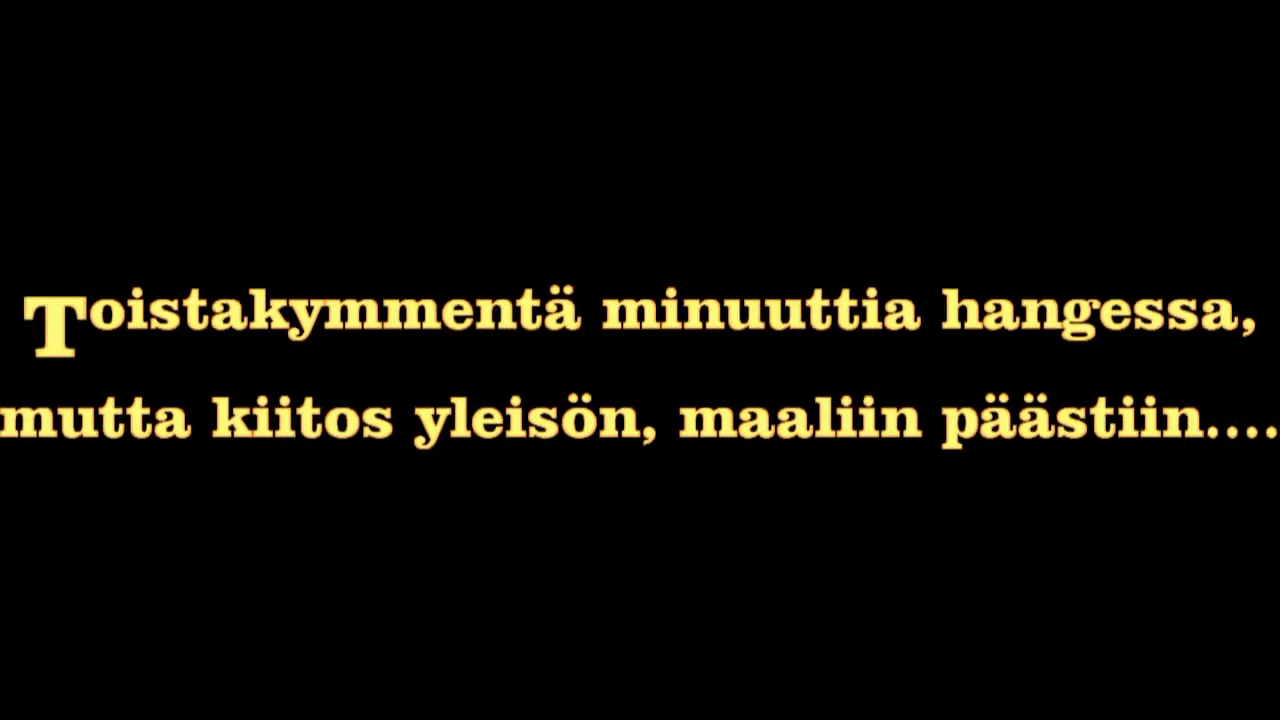 Toistakymmentä minuuttia hangessa,
mutta kiitos yleisön, maaliin päästiin....